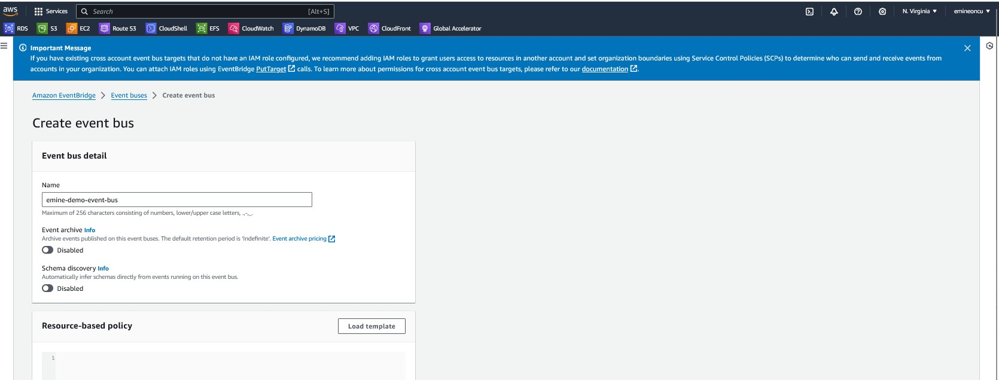 aws Services Search [Alt+S] N. Virginia emineoncu
RDS S3 EC2 Route 53 CloudShell EFS CloudWatch DynamoDB VPC CloudFront Global Accelerator
Important Message
If you have existing cross account event bus targets that do not have an IAM role configured, we recommend adding IAM roles to grant users access to resources in another account and set organization boundaries using Service Control Policies (SCPs) to determine who can send and receive events from
accounts in your organization. You can attach IAM roles using EventBridge PutTarget calls. To learn more about permissions for cross account event bus targets, please refer to our documentation.
Amazon EventBridge > Event buses > Create event bus
Create event bus
Event bus detail
Name
emine-demo-event-bus
Maximum of 256 characters consisting of numbers, lower/upper case letters, .,-,_.
Event archive Info
Archive events published on this event buses. The default retention period is 'Indefinite'. Event archive pricing
Disabled
Schema discovery Info
Automatically infer schemas directly from events running on this event bus.
Disabled
Resource-based policy Load template
1